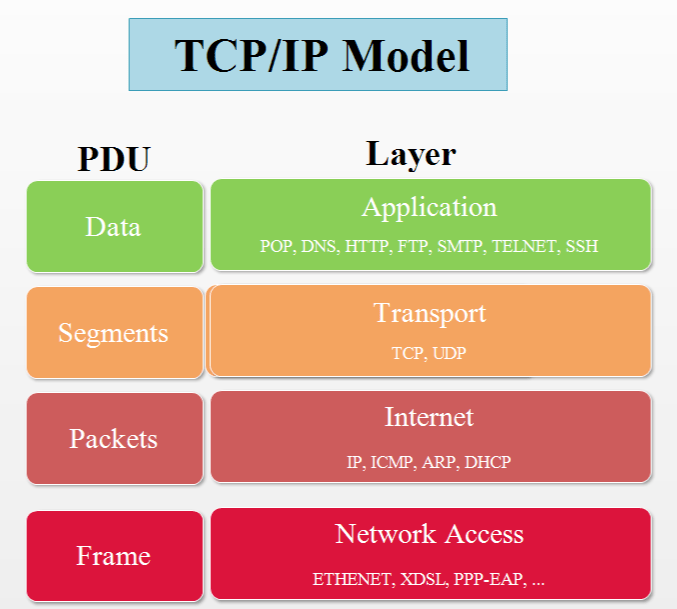 TCP/IP Model
PDU
Layer
Data
Application
POP, DNS, HTTP, FTP, SMTP, TELNET, SSH
Segments
Transport
TCP, UDP
Packets
Internet
IP, ICMP, ARP, DHCP
Frame
Network Access
ETHENET, XDSL, PPP-EAP, ...